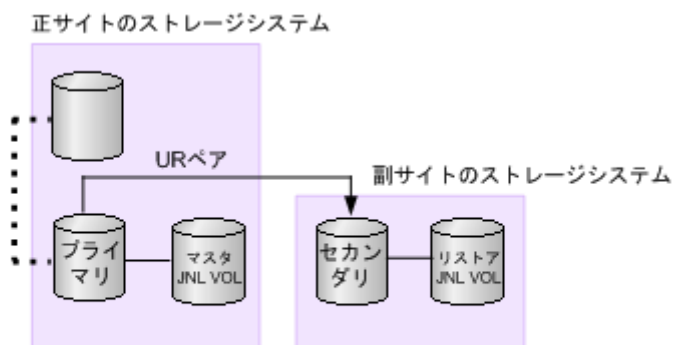 正サイトのストレージシステム
URペア
副サイトのストレージシステム
プライ
マリ
マスタ
JNL VOL
セカン
ダリ
リストア
JNL VOL